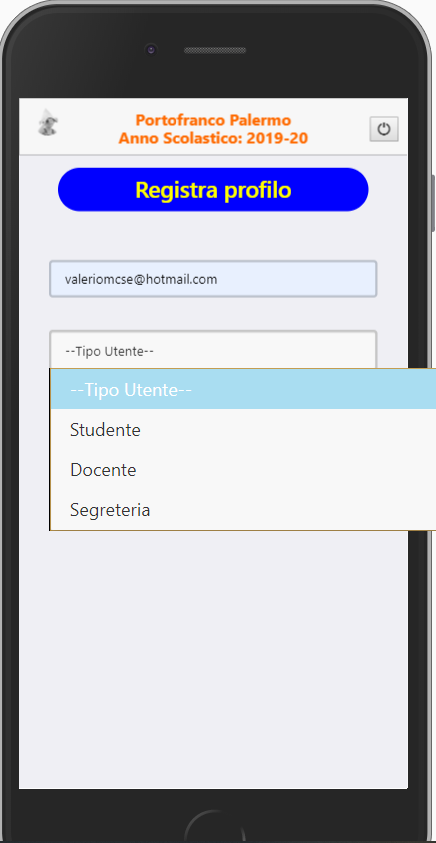 Portofranco Palermo
Anno Scolastico: 2019-20
Registra profilo
valeriomcse@hotmail.com
--Tipo Utente--
--Tipo Utente--
Studente
Docente
Segreteria